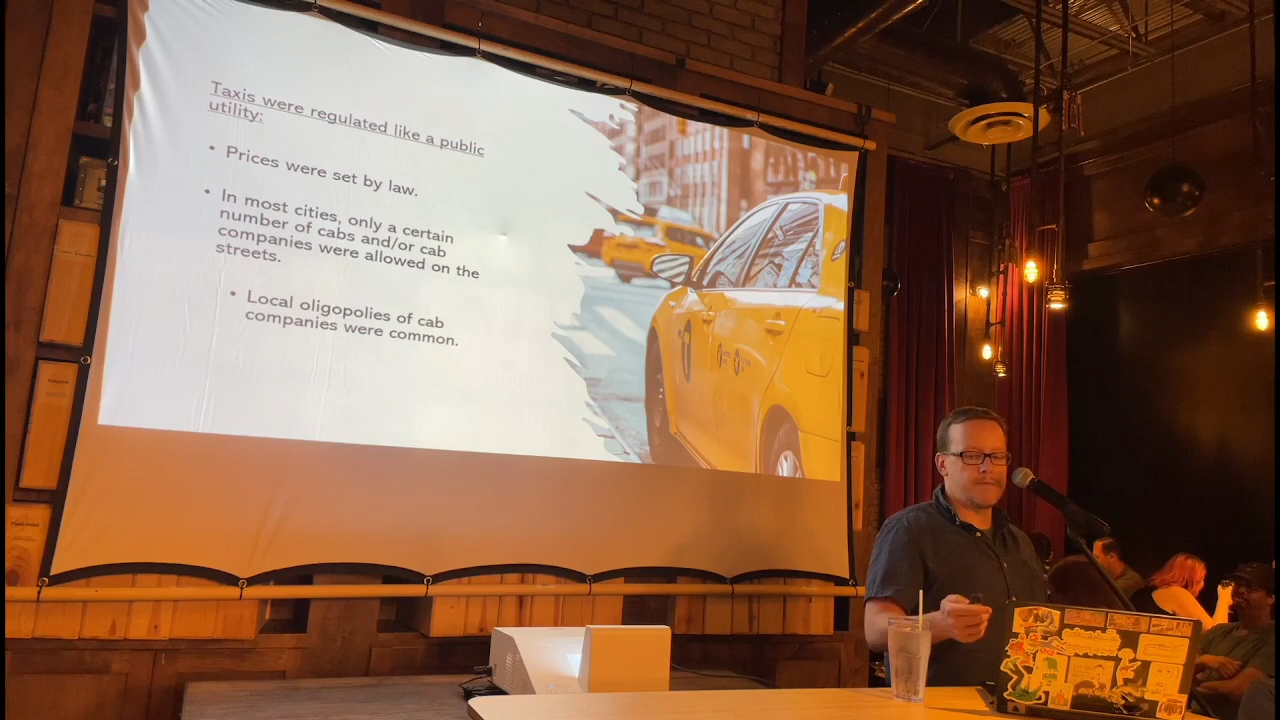 Taxis were regulated like a public
utility:
• Prices were set by law.
• In most cities, only a certain
number of cabs and/or cab
companies were allowed on the
streets.
• Local oligopolies of cab
companies were common.